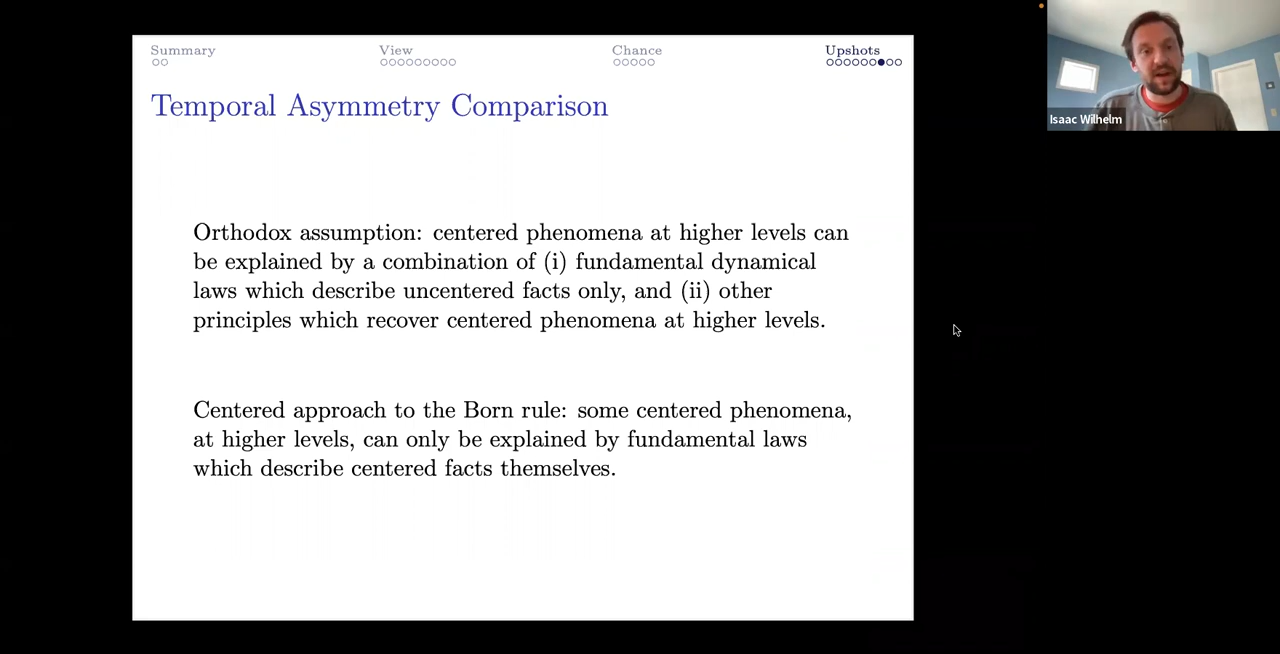 Summary View Chance Upshots
Temporal Asymmetry Comparison
Orthodox assumption: centered phenomena at higher levels can
be explained by a combination of (i) fundamental dynamical
laws which describe uncentered facts only, and (ii) other
principles which recover centered phenomena at higher levels.
Centered approach to the Born rule: some centered phenomena,
at higher levels, can only be explained by fundamental laws
which describe centered facts themselves.
Isaac Wilhelm